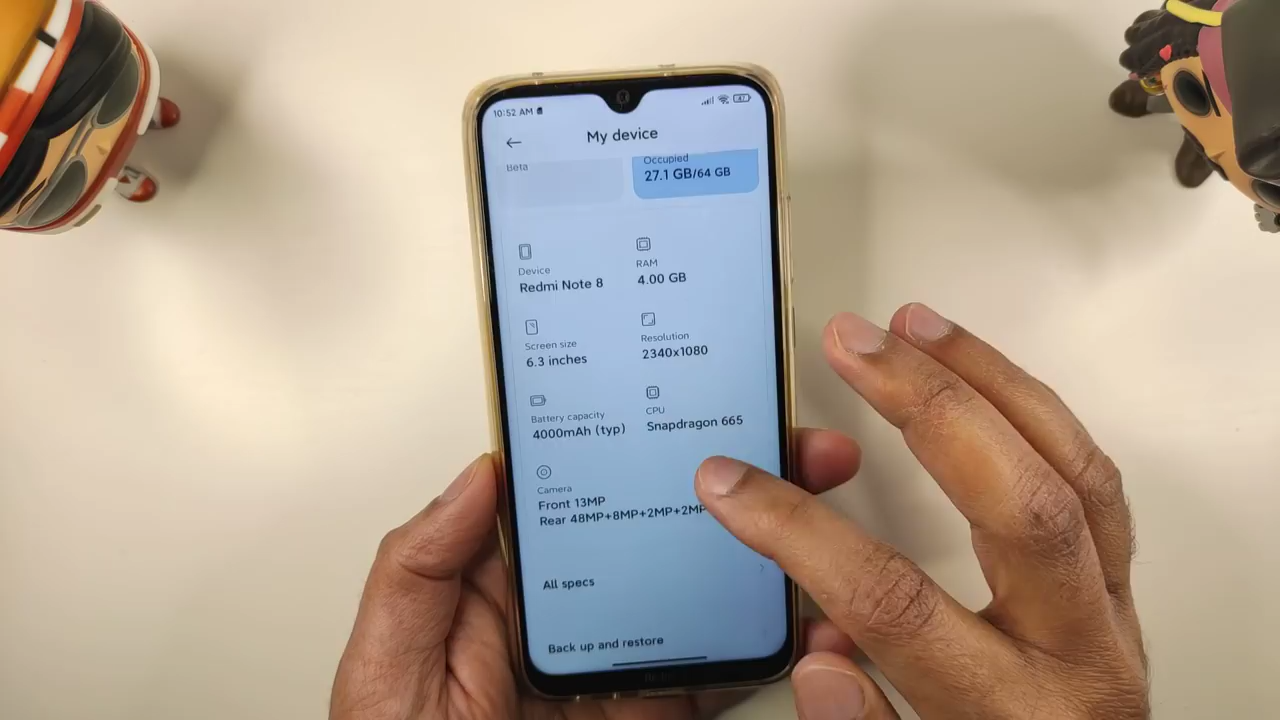 10:52 AM
47
My device
Beta
Occupied
27.1 GB/64 GB
Device
Redmi Note 8
RAM
4.00 GB
Screen size
6.3 inches
Resolution
2340x1080
Battery capacity
4000mAh (typ)
CPU
Snapdragon 665
Camera
Front 13MP
Rear 48MP+8MP+2MP+2MP
All specs
Back up and restore